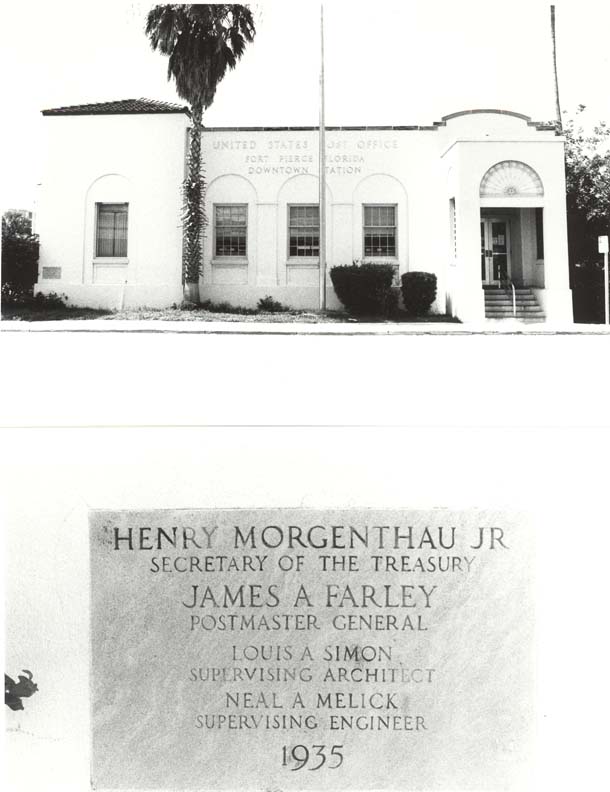 UNITED STATES POST OFFICE
FORT PIERCE FLORIDA
DOWNTOWN STATION
HENRY MORGENTHAU JR
SECRETARY OF THE TREASURY
JAMES A FARLEY
POSTMASTER GENERAL
LOUIS A SIMON
SUPERVISING ARCHITECT
NEAL A MELICK
SUPERVISING ENGINEER
1935